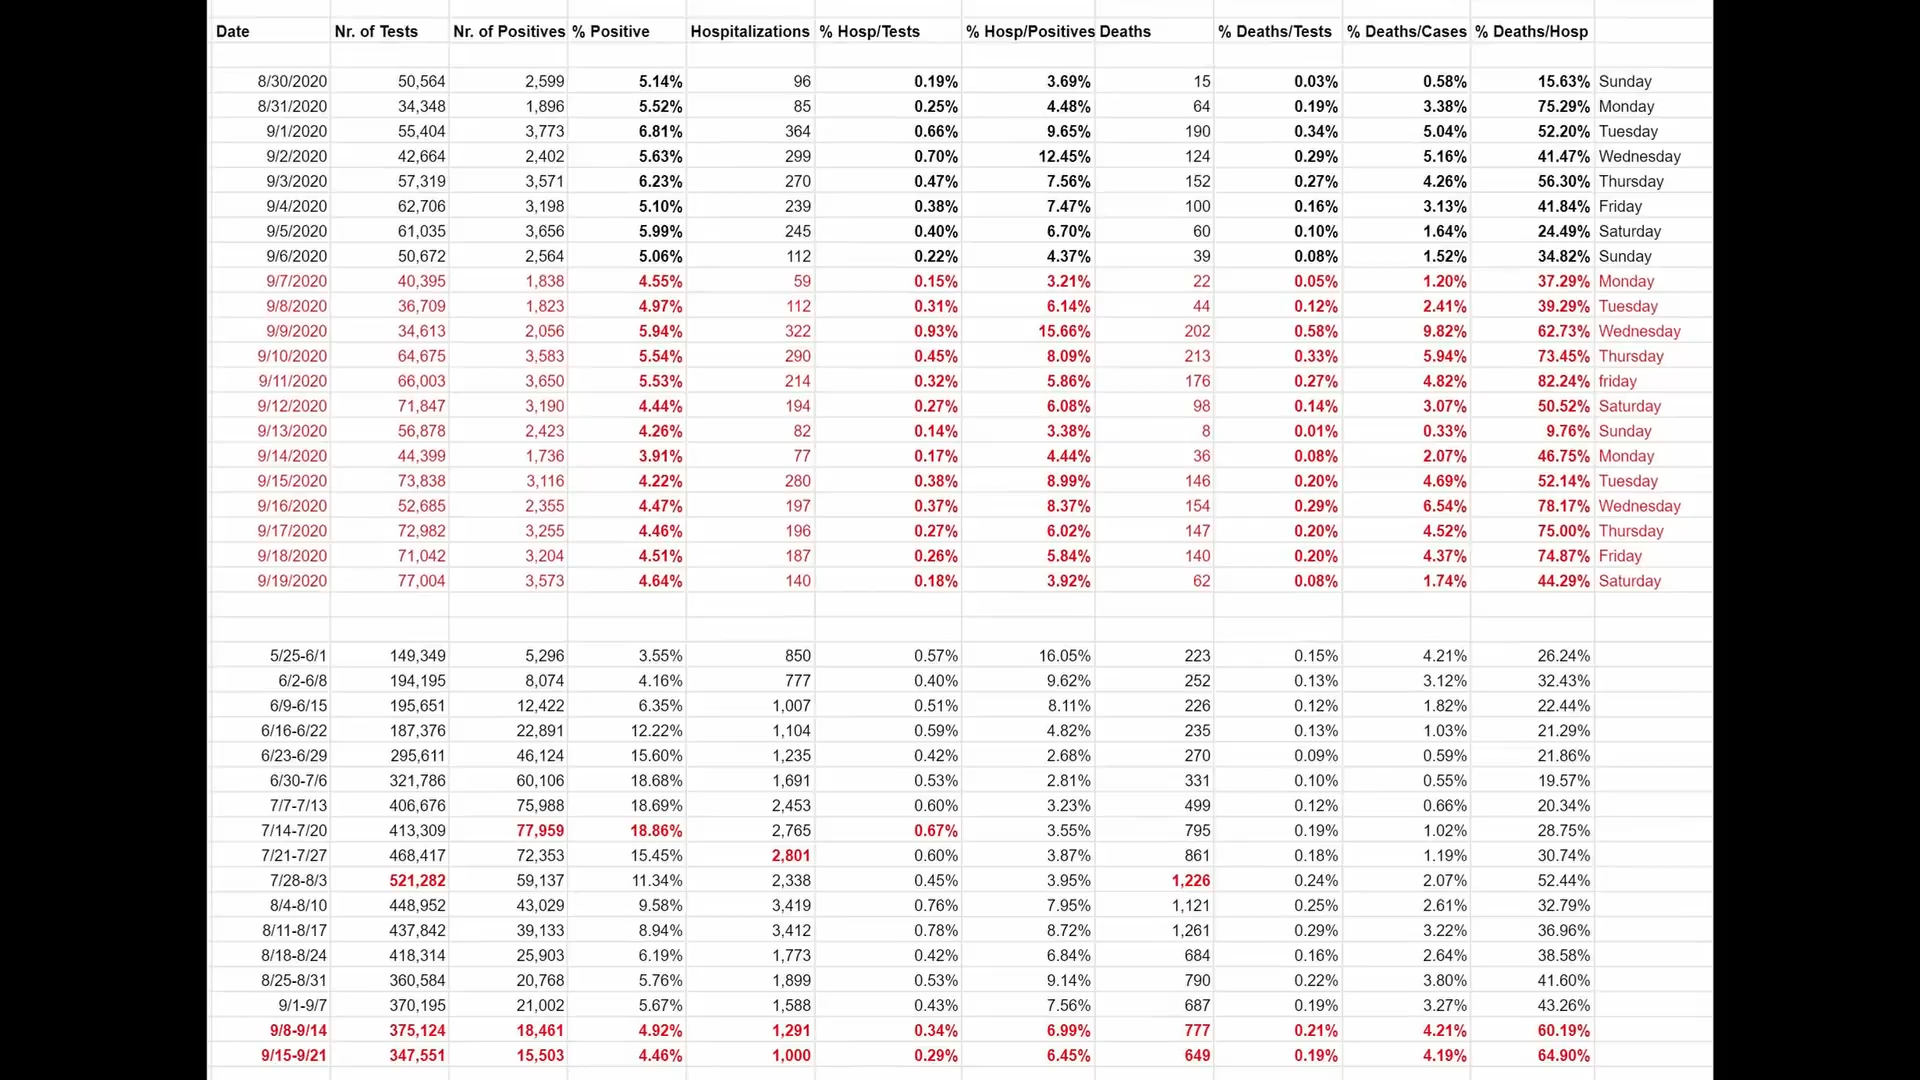 Date Nr. of Tests Nr. of Positives % Positive Hospitalizations % Hosp/Tests % Hosp/Positives Deaths % Deaths/Tests % Deaths/Cases % Deaths/Hosp
8/30/2020 50,564 2,599 5.14% 96 0.19% 3.69% 15 0.03% 0.58% 15.63% Sunday
8/31/2020 34,348 1,896 5.52% 85 0.25% 4.48% 64 0.19% 3.38% 75.29% Monday
9/1/2020 55,404 3,773 6.81% 364 0.66% 9.65% 190 0.34% 5.04% 52.20% Tuesday
9/2/2020 42,664 2,402 5.63% 299 0.70% 12.45% 124 0.29% 5.16% 41.47% Wednesday
9/3/2020 57,319 3,571 6.23% 270 0.47% 7.56% 152 0.27% 4.26% 56.30% Thursday
9/4/2020 62,706 3,198 5.10% 239 0.38% 7.47% 100 0.16% 3.13% 41.84% Friday
9/5/2020 61,035 3,656 5.99% 245 0.40% 6.70% 60 0.10% 1.64% 24.49% Saturday
9/6/2020 50,672 2,564 5.06% 112 0.22% 4.37% 39 0.08% 1.52% 34.82% Sunday
9/7/2020 40,395 1,838 4.55% 59 0.15% 3.21% 22 0.05% 1.20% 37.29% Monday
9/8/2020 36,709 1,823 4.97% 112 0.31% 6.14% 44 0.12% 2.41% 39.29% Tuesday
9/9/2020 34,613 2,056 5.94% 322 0.93% 15.66% 202 0.58% 9.82% 62.73% Wednesday
9/10/2020 64,675 3,583 5.54% 290 0.45% 8.09% 213 0.33% 5.94% 73.45% Thursday
9/11/2020 66,003 3,650 5.53% 214 0.32% 5.86% 176 0.27% 4.82% 82.24% friday
9/12/2020 71,847 3,190 4.44% 194 0.27% 6.08% 98 0.14% 3.07% 50.52% Saturday
9/13/2020 56,878 2,423 4.26% 82 0.14% 3.38% 8 0.01% 0.33% 9.76% Sunday
9/14/2020 44,399 1,736 3.91% 77 0.17% 4.44% 36 0.08% 2.07% 46.75% Monday
9/15/2020 73,838 3,116 4.22% 280 0.38% 8.99% 146 0.20% 4.69% 52.14% Tuesday
9/16/2020 52,685 2,355 4.47% 197 0.37% 8.37% 154 0.29% 6.54% 78.17% Wednesday
9/17/2020 72,982 3,255 4.46% 196 0.27% 6.02% 147 0.20% 4.52% 75.00% Thursday
9/18/2020 71,042 3,204 4.51% 187 0.26% 5.84% 140 0.20% 4.37% 74.87% Friday
9/19/2020 77,004 3,573 4.64% 140 0.18% 3.92% 62 0.08% 1.74% 44.29% Saturday
5/25-6/1 149,349 5,296 3.55% 850 0.57% 16.05% 223 0.15% 4.21% 26.24%
6/2-6/8 194,195 8,074 4.16% 777 0.40% 9.62% 252 0.13% 3.12% 32.43%
6/9-6/15 195,651 12,422 6.35% 1,007 0.51% 8.11% 226 0.12% 1.82% 22.44%
6/16-6/22 187,376 22,891 12.22% 1,104 0.59% 4.82% 235 0.13% 1.03% 21.29%
6/23-6/29 295,611 46,124 15.60% 1,235 0.42% 2.68% 270 0.09% 0.59% 21.86%
6/30-7/6 321,786 60,106 18.68% 1,691 0.53% 2.81% 331 0.10% 0.55% 19.57%
7/7-7/13 406,676 75,988 18.69% 2,453 0.60% 3.23% 499 0.12% 0.66% 20.34%
7/14-7/20 413,309 77,959 18.86% 2,765 0.67% 3.55% 795 0.19% 1.02% 28.75%
7/21-7/27 468,417 72,353 15.45% 2,801 0.60% 3.87% 861 0.18% 1.19% 30.74%
7/28-8/3 521,282 59,137 11.34% 2,338 0.45% 3.95% 1,226 0.24% 2.07% 52.44%
8/4-8/10 448,952 43,029 9.58% 3,419 0.76% 7.95% 1,121 0.25% 2.61% 32.79%
8/11-8/17 437,842 39,133 8.94% 3,412 0.78% 8.72% 1,261 0.29% 3.22% 36.96%
8/18-8/24 418,314 25,903 6.19% 1,773 0.42% 6.84% 684 0.16% 2.64% 38.58%
8/25-8/31 360,584 20,768 5.76% 1,899 0.53% 9.14% 790 0.22% 3.80% 41.60%
9/1-9/7 370,195 21,002 5.67% 1,588 0.43% 7.56% 687 0.19% 3.27% 43.26%
9/8-9/14 375,124 18,461 4.92% 1,291 0.34% 6.99% 777 0.21% 4.21% 60.19%
9/15-9/21 347,551 15,503 4.46% 1,000 0.29% 6.45% 649 0.19% 4.19% 64.90%